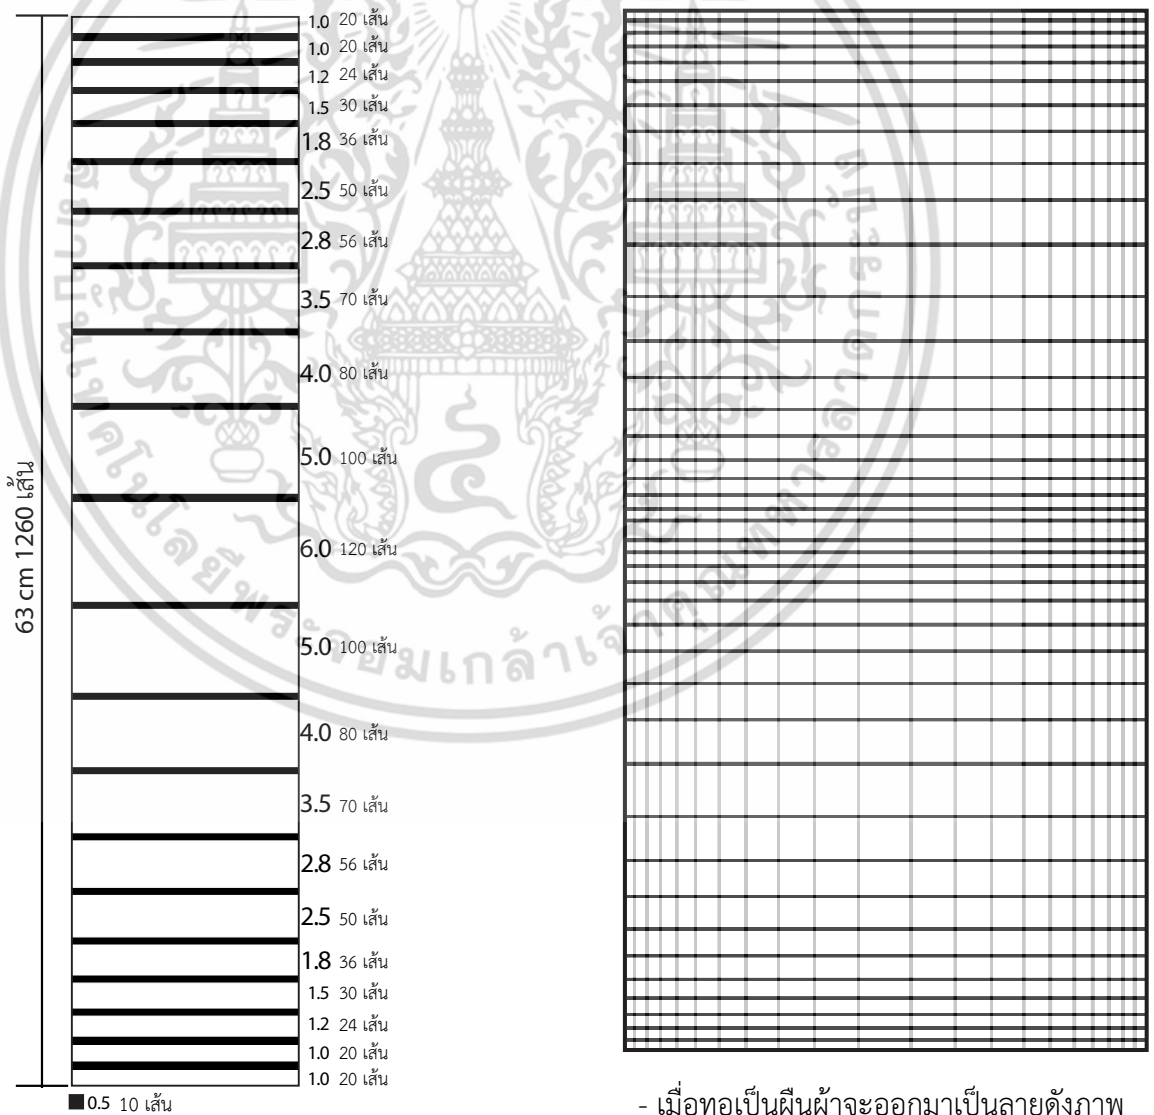 1.0 20 เส้น
1.0 20 เส้น
1.2 24 เส้น
1.5 30 เส้น
1.8 36 เส้น
2.5 50 เส้น
2.8 56 เส้น
3.5 70 เส้น
4.0 80 เส้น
5.0 100 เส้น
6.0 120 เส้น
5.0 100 เส้น
4.0 80 เส้น
3.5 70 เส้น
2.8 56 เส้น
2.5 50 เส้น
1.8 36 เส้น
1.5 30 เส้น
1.2 24 เส้น
1.0 20 เส้น
1.0 20 เส้น
63 cm 1260 เส้น
0.5 10 เส้น
- เมื่อทอเป็นผืนผ้าจะออกมาเป็นลายดังภาพ